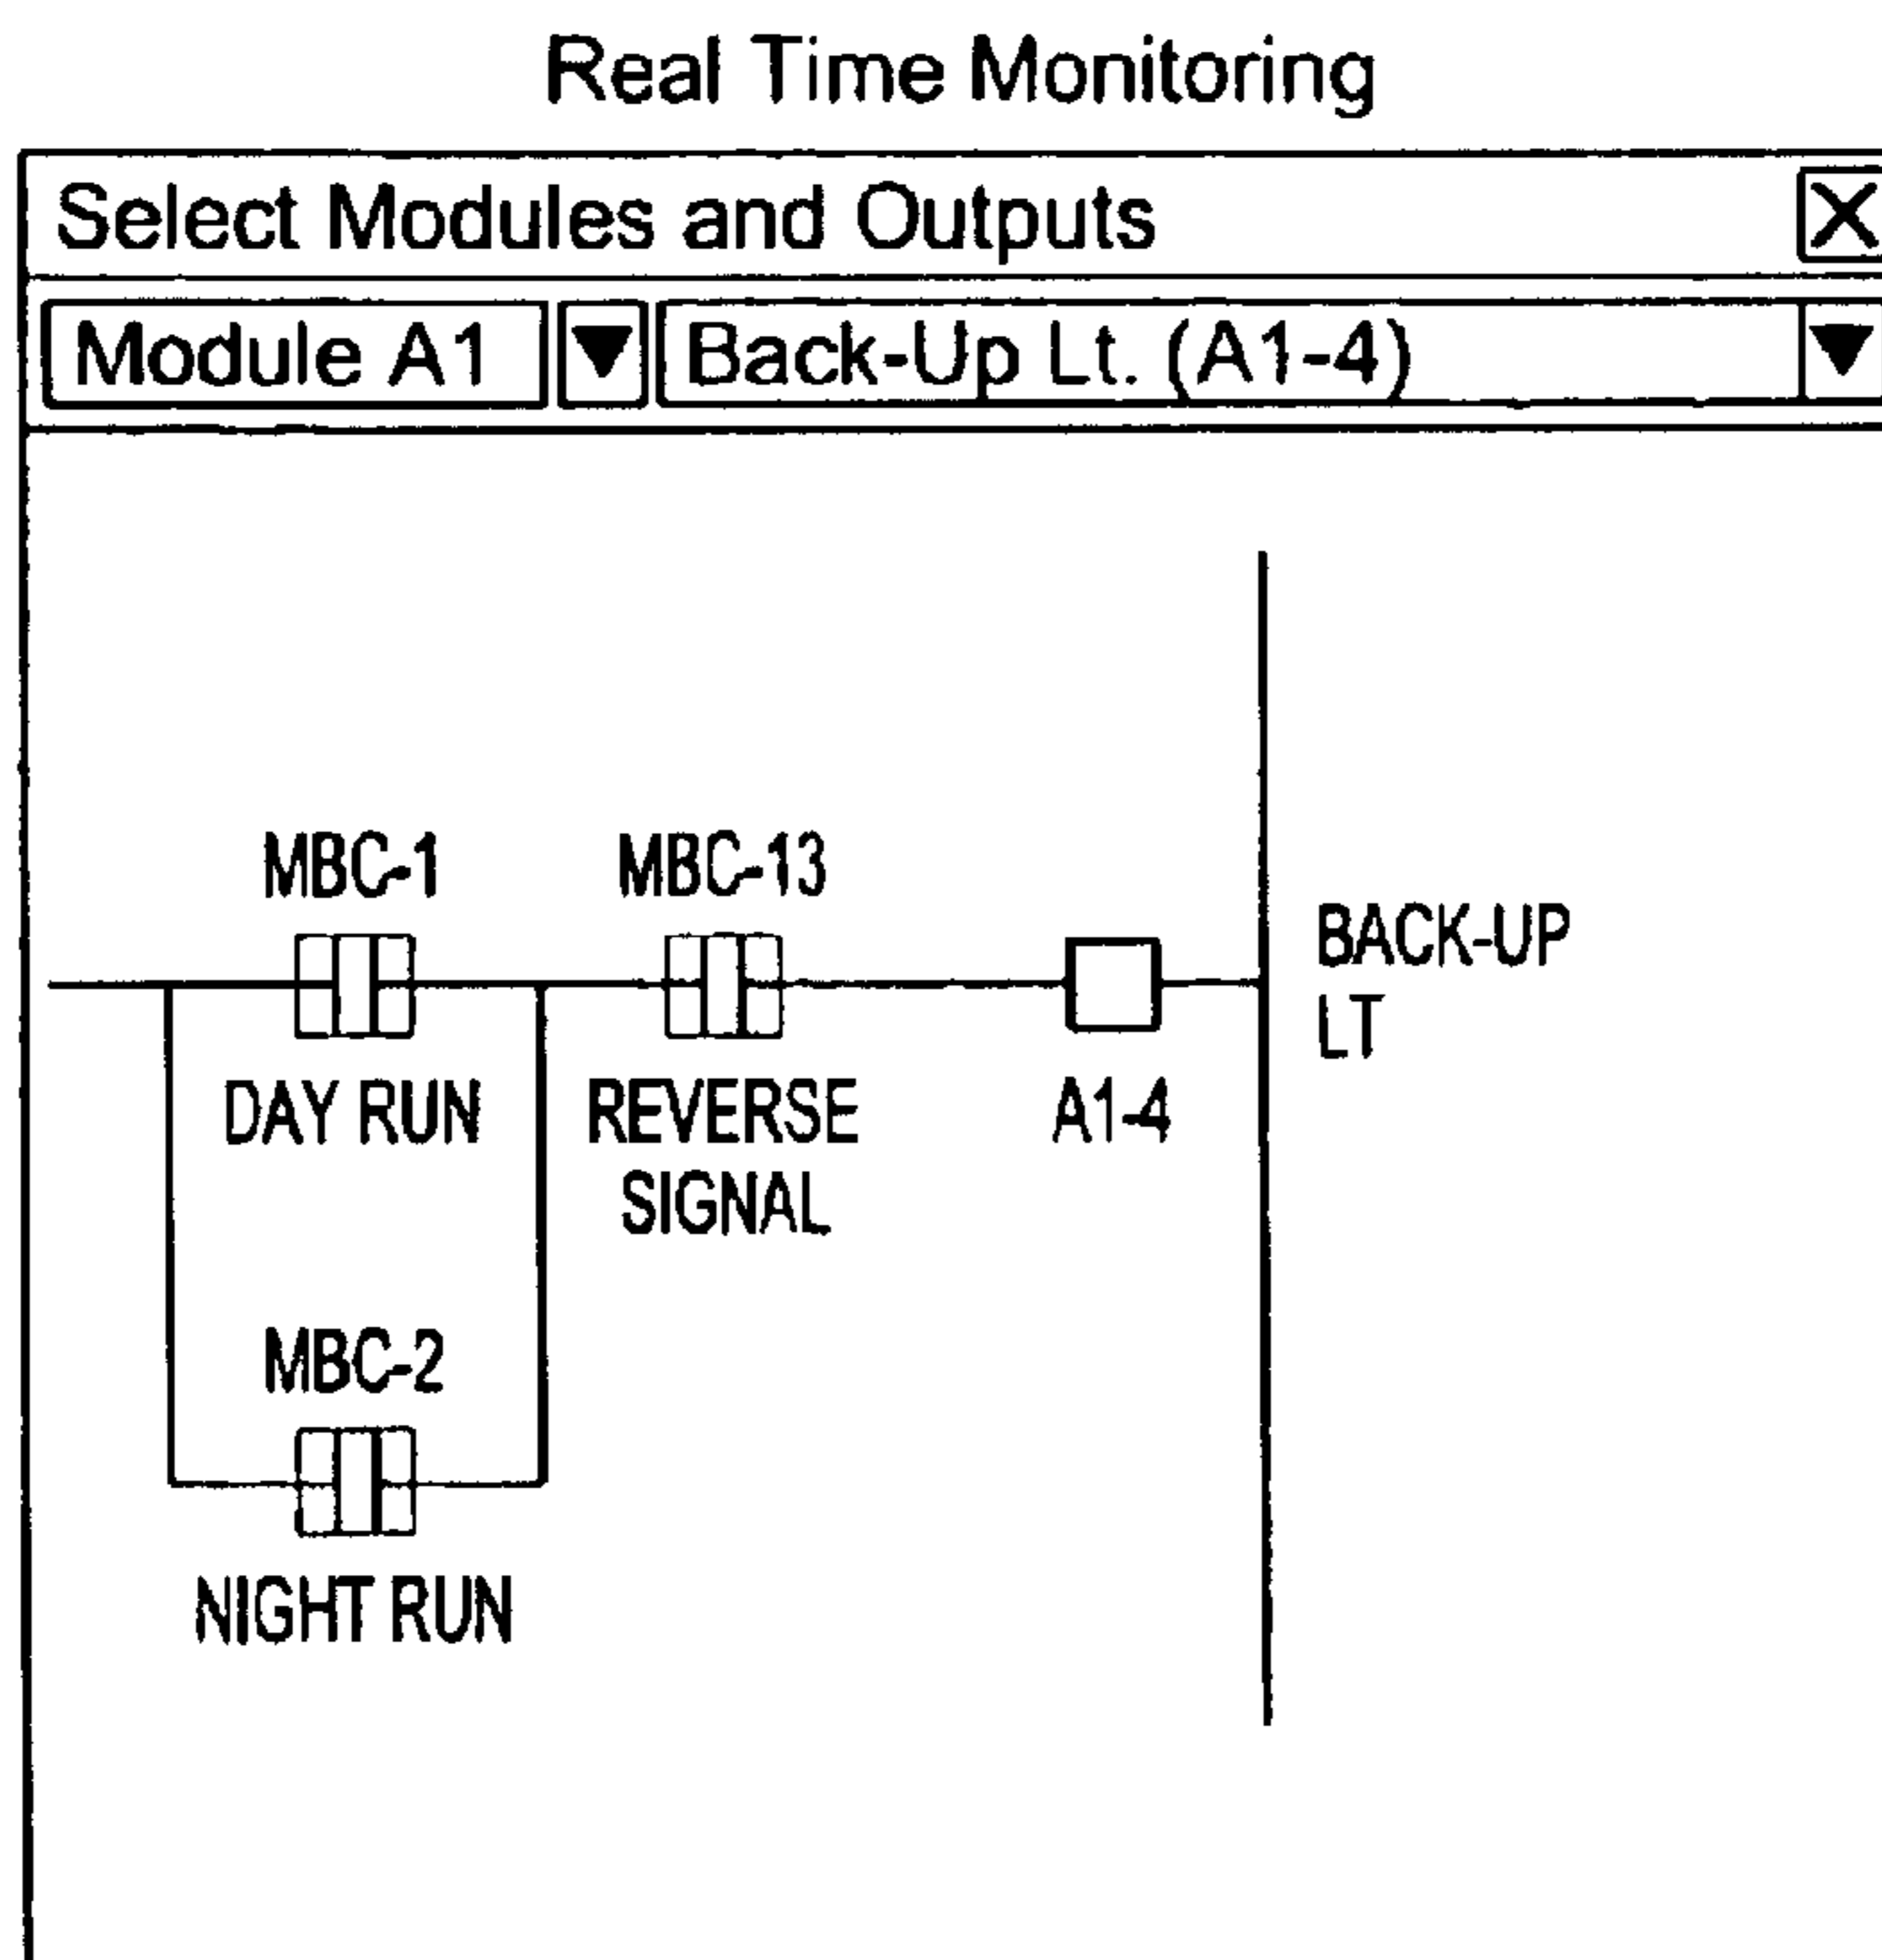 Real Time Monitoring
Select Modules and Outputs X
Module A1 Back-Up Lt. (A1-4)
MBC-1 MBC-13
BACK-UP
LT
DAY RUN REVERSE A1-4
SIGNAL
MBC-2
NIGHT RUN